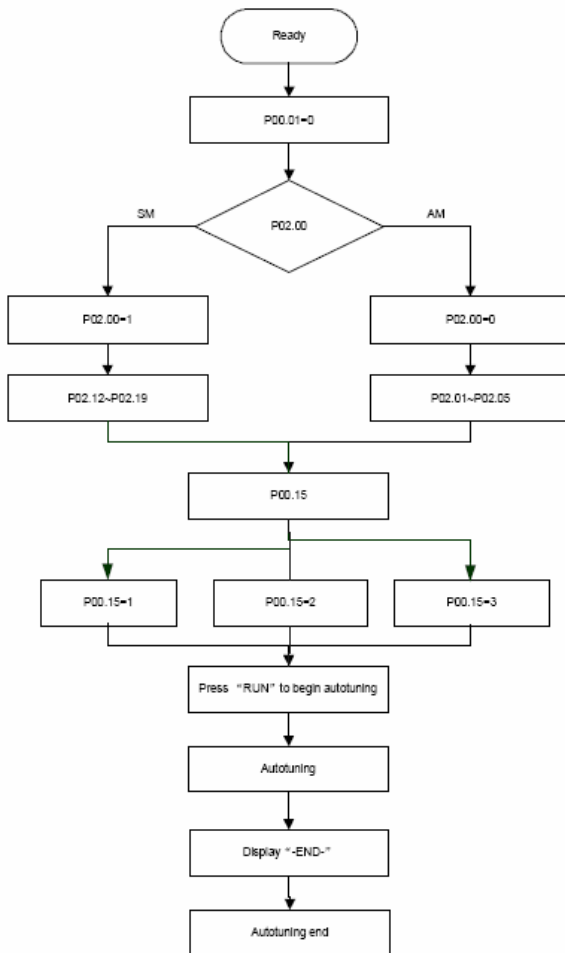 Ready
P00.01=0
SM
P02.00
AM
P02.00=1
P02.00=0
P02.12~P02.19
P02.01~P02.05
P00.15
P00.15=1
P00.15=2
P00.15=3
Press “RUN” to begin autotuning
Autotuning
Display “-END-”
Autotuning end